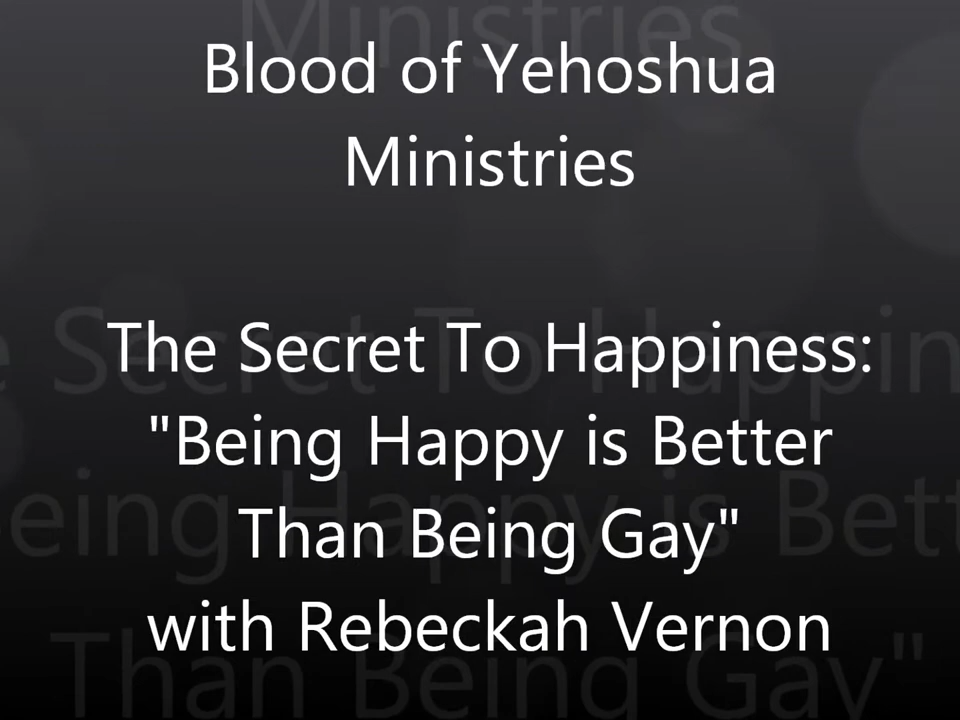 Blood of Yehoshua
Ministries
The Secret To Happiness:
"Being Happy is Better
Than Being Gay"
with Rebeckah Vernon